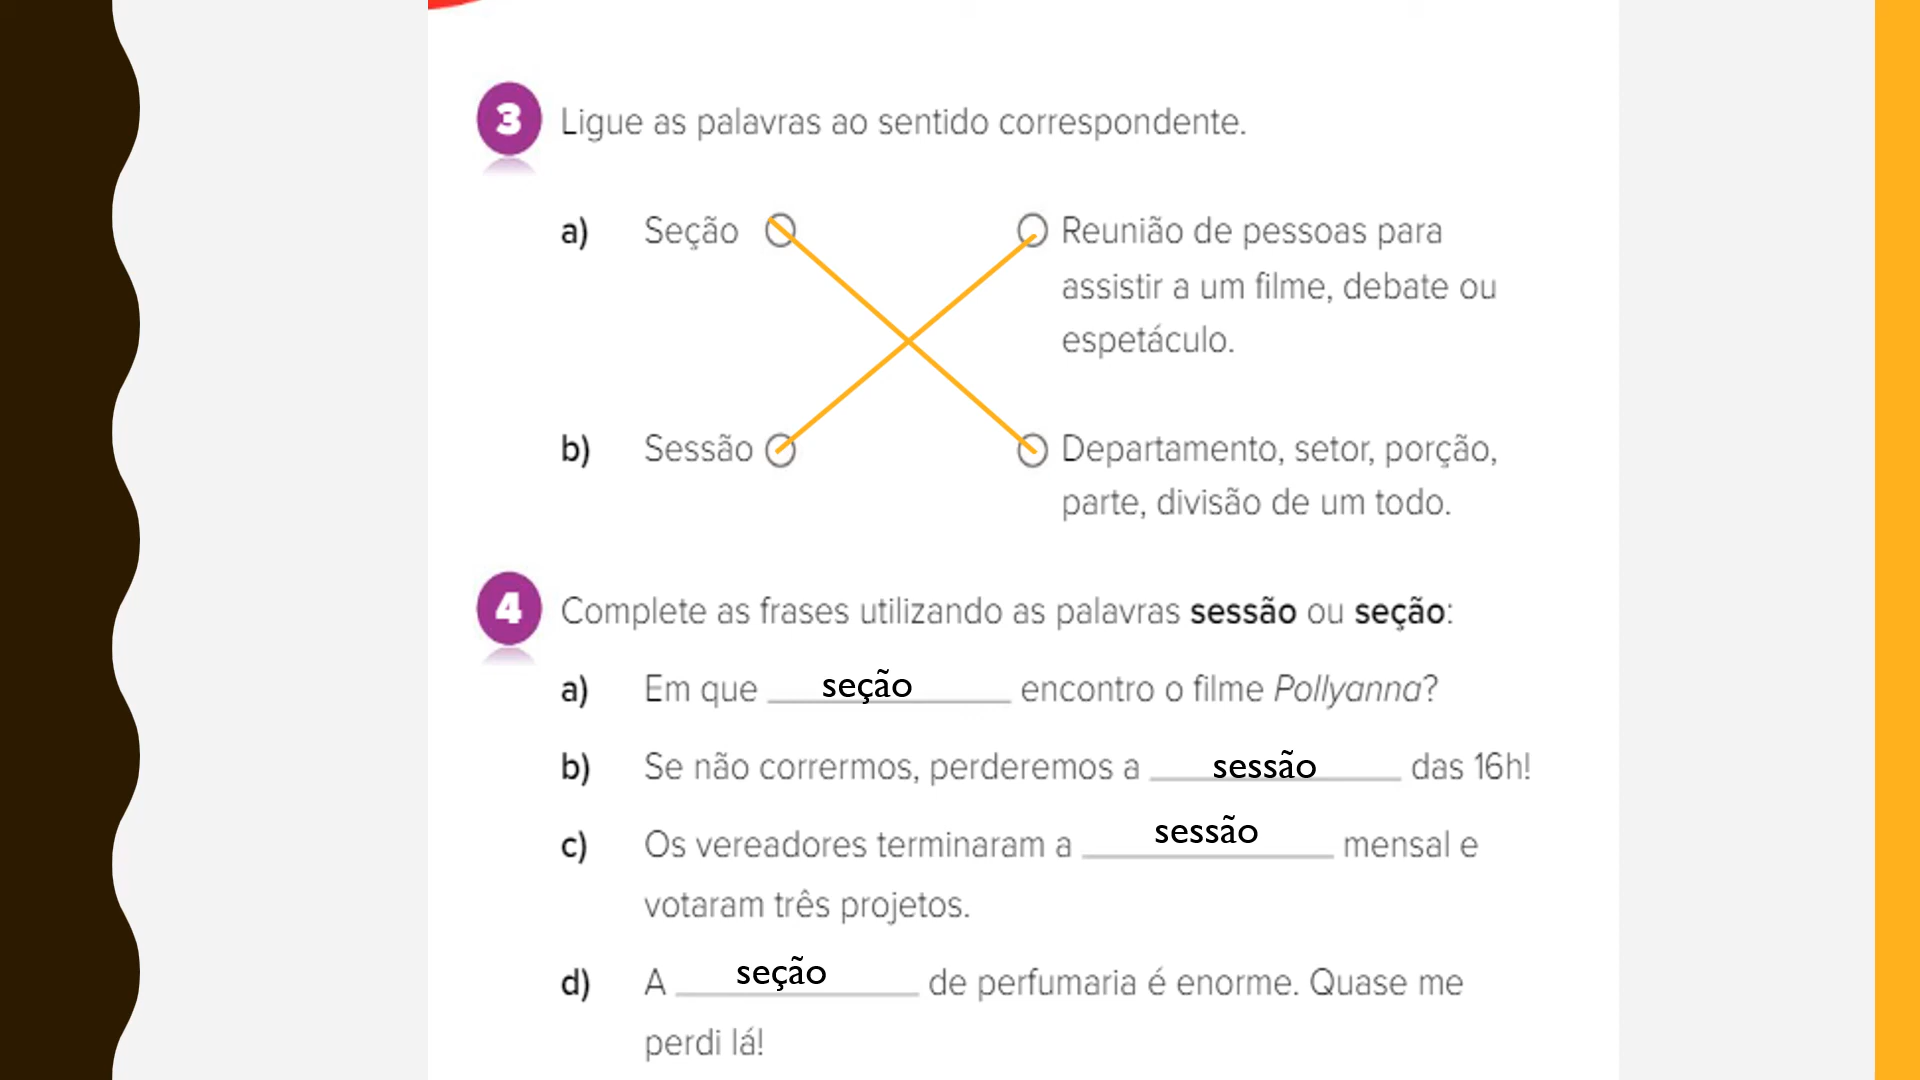 3 Ligue as palavras ao sentido correspondente.
a) Seção Reunião de pessoas para
assistir a um filme, debate ou
espetáculo.
b) Sessão Departamento, setor, porção,
parte, divisão de um todo.
4 Complete as frases utilizando as palavras sessão ou seção:
a) Em que seção encontro o filme Pollyanna?
b) Se não corrermos, perderemos a sessão das 16h!
c) Os vereadores terminaram a sessão mensal e
votaram três projetos.
d) A seção de perfumaria é enorme. Quase me
perdi lá!